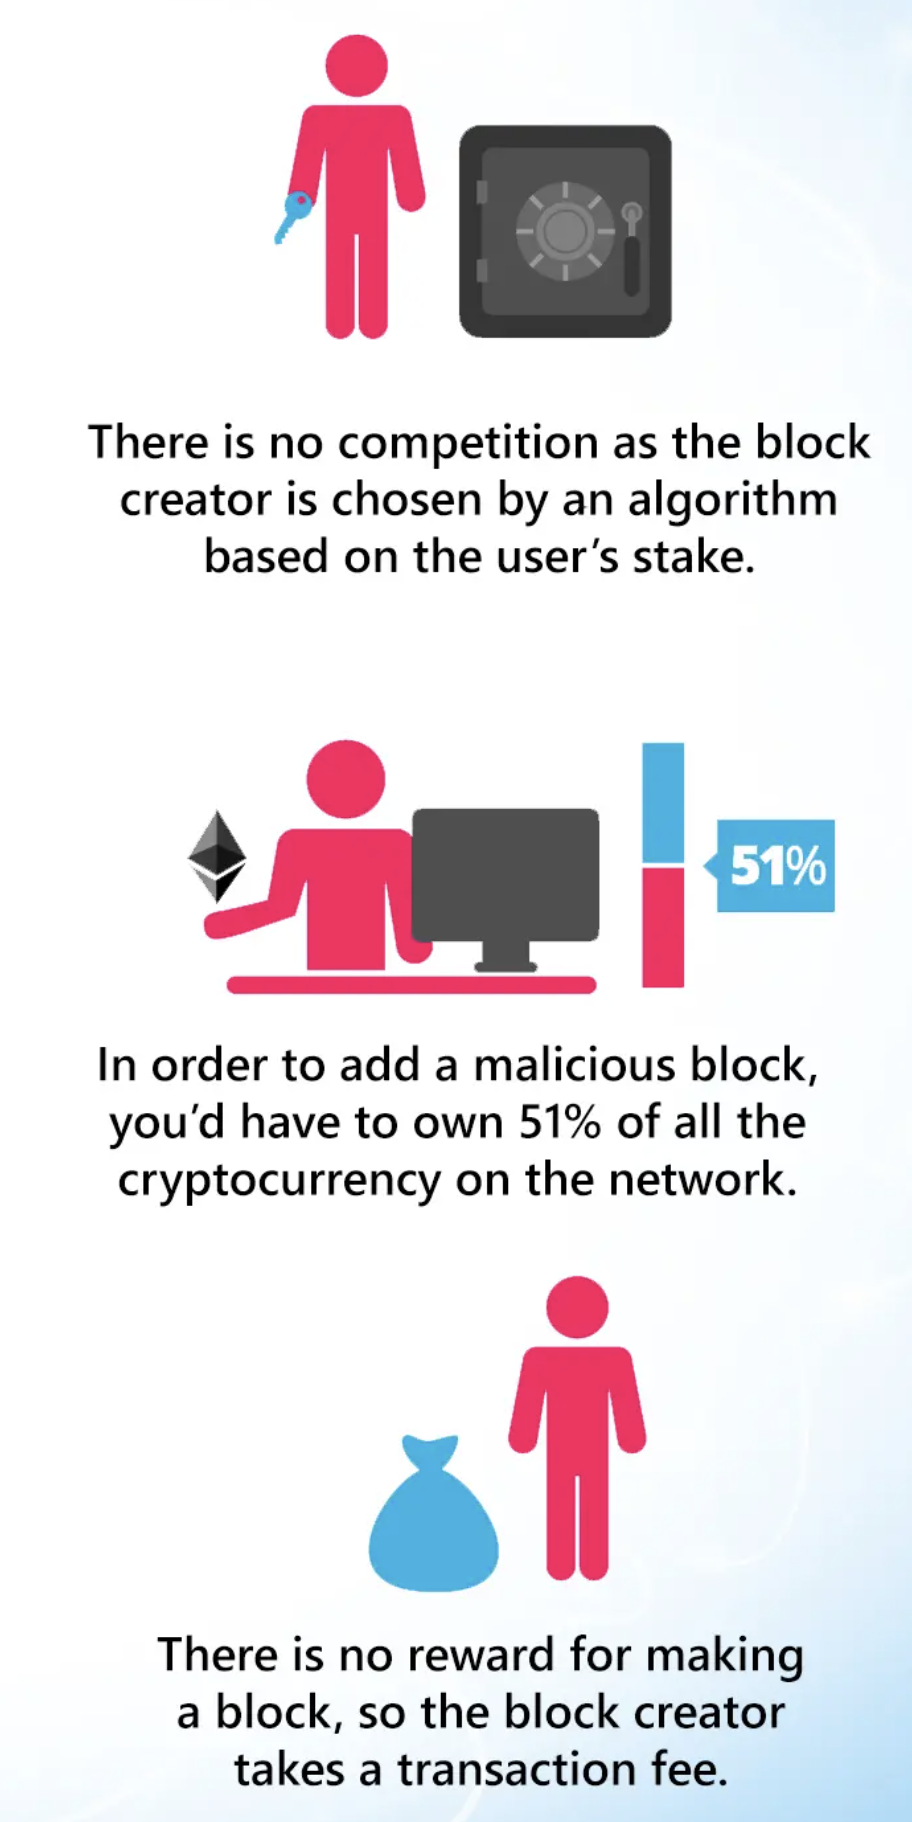 There is no competition as the block
creator is chosen by an algorithm
based on the user’s stake.
51%
In order to add a malicious block,
you’d have to own 51% of all the
cryptocurrency on the network.
There is no reward for making
a block, so the block creator
takes a transaction fee.